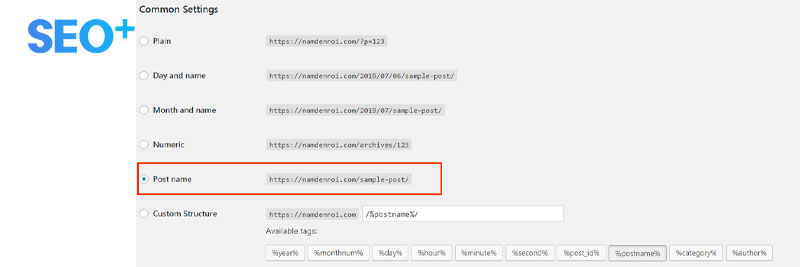 SEO+
Common Settings
Plain https://namdenroi.com/?p=123
Day and name https://namdenroi.com/2019/07/06/sample-post/
Month and name https://namdenroi.com/2019/07/sample-post/
Numeric https://namdenroi.com/archives/123
Post name https://namdenroi.com/sample-post/
Custom Structure https://namdenroi.com /%postname%/
Available tags:
%year% %monthnum% %day% %hour% %minute% %second% %post_id% %postname% %category% %author%